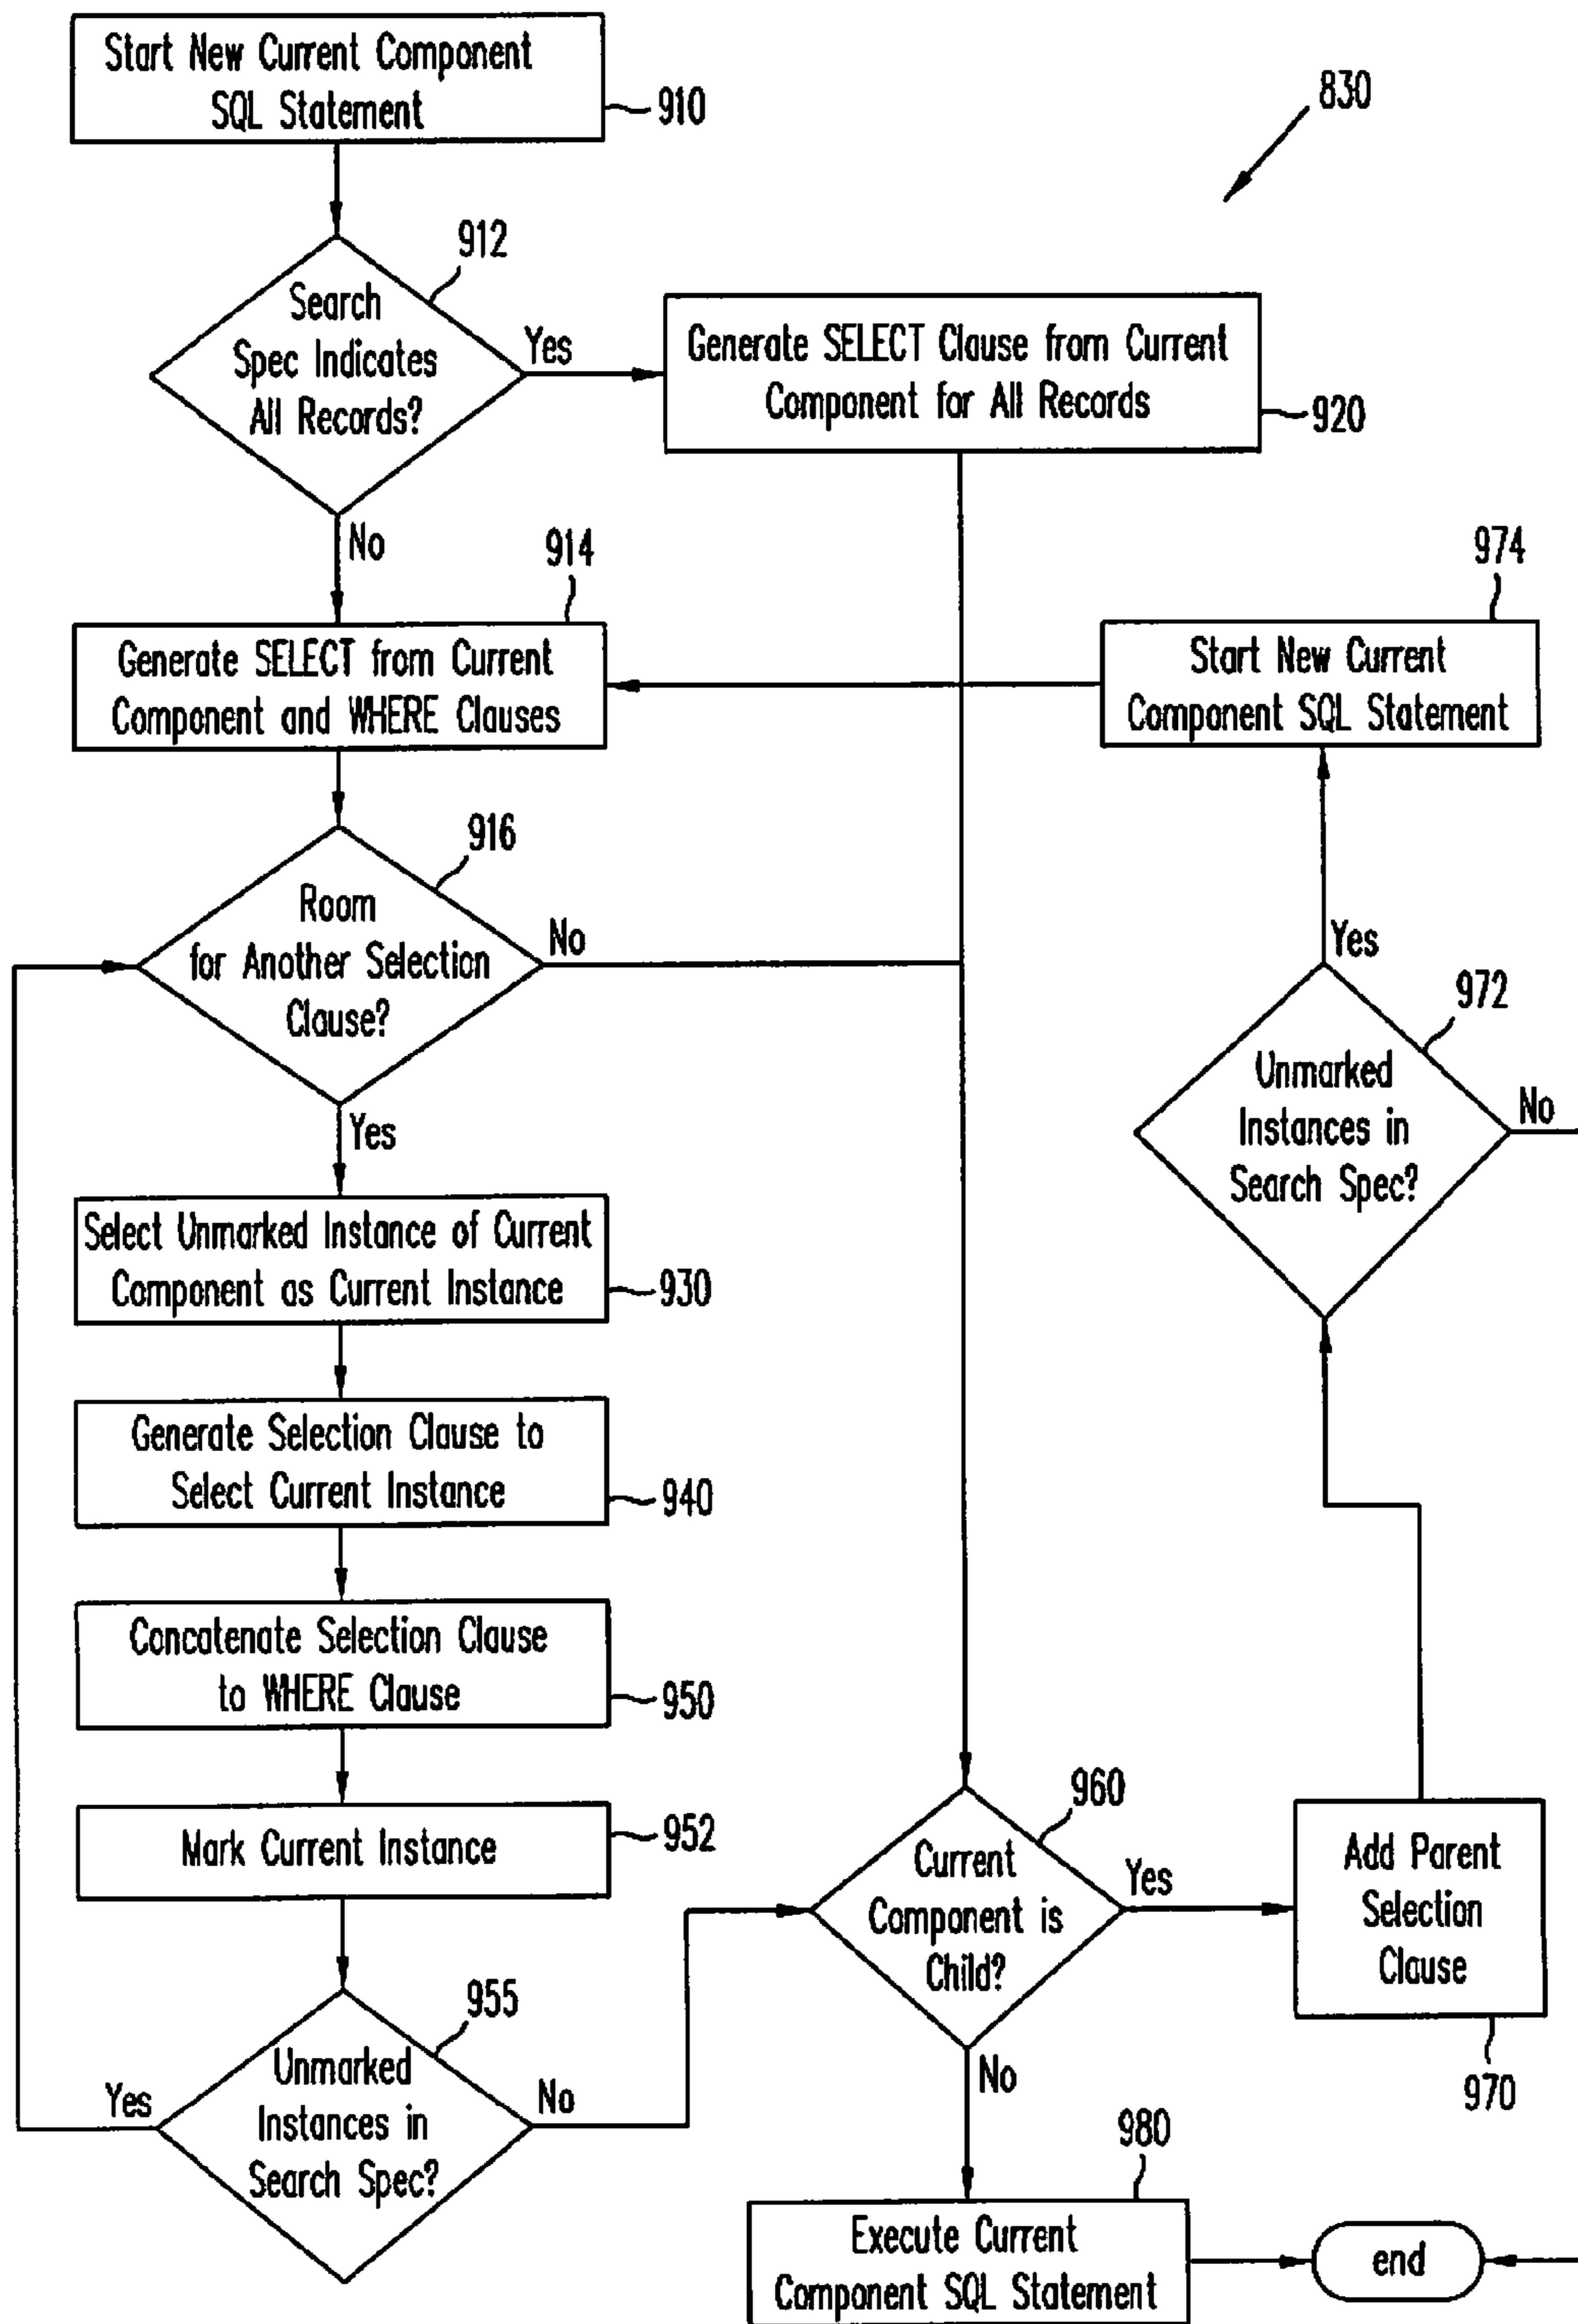 Start New Current Component
SQL Statement
910
830
912
Search
Spec Indicates
All Records?
Yes
No
Generate SELECT Clause from Current
Component for All Records
920
914
Generate SELECT from Current
Component and WHERE Clauses
974
Start New Current
Component SQL Statement
916
Room
for Another Selection
Clause?
No
Yes
Yes
972
Unmarked
Instances in
Search Spec?
No
Select Unmarked Instance of Current
Component as Current Instance
930
Generate Selection Clause to
Select Current Instance
940
Concatenate Selection Clause
to WHERE Clause
950
Mark Current Instance
952
960
Current
Component is
Child?
Yes
No
Add Parent
Selection
Clause
970
955
Unmarked
Instances in
Search Spec?
Yes
No
980
Execute Current
Component SQL Statement
end